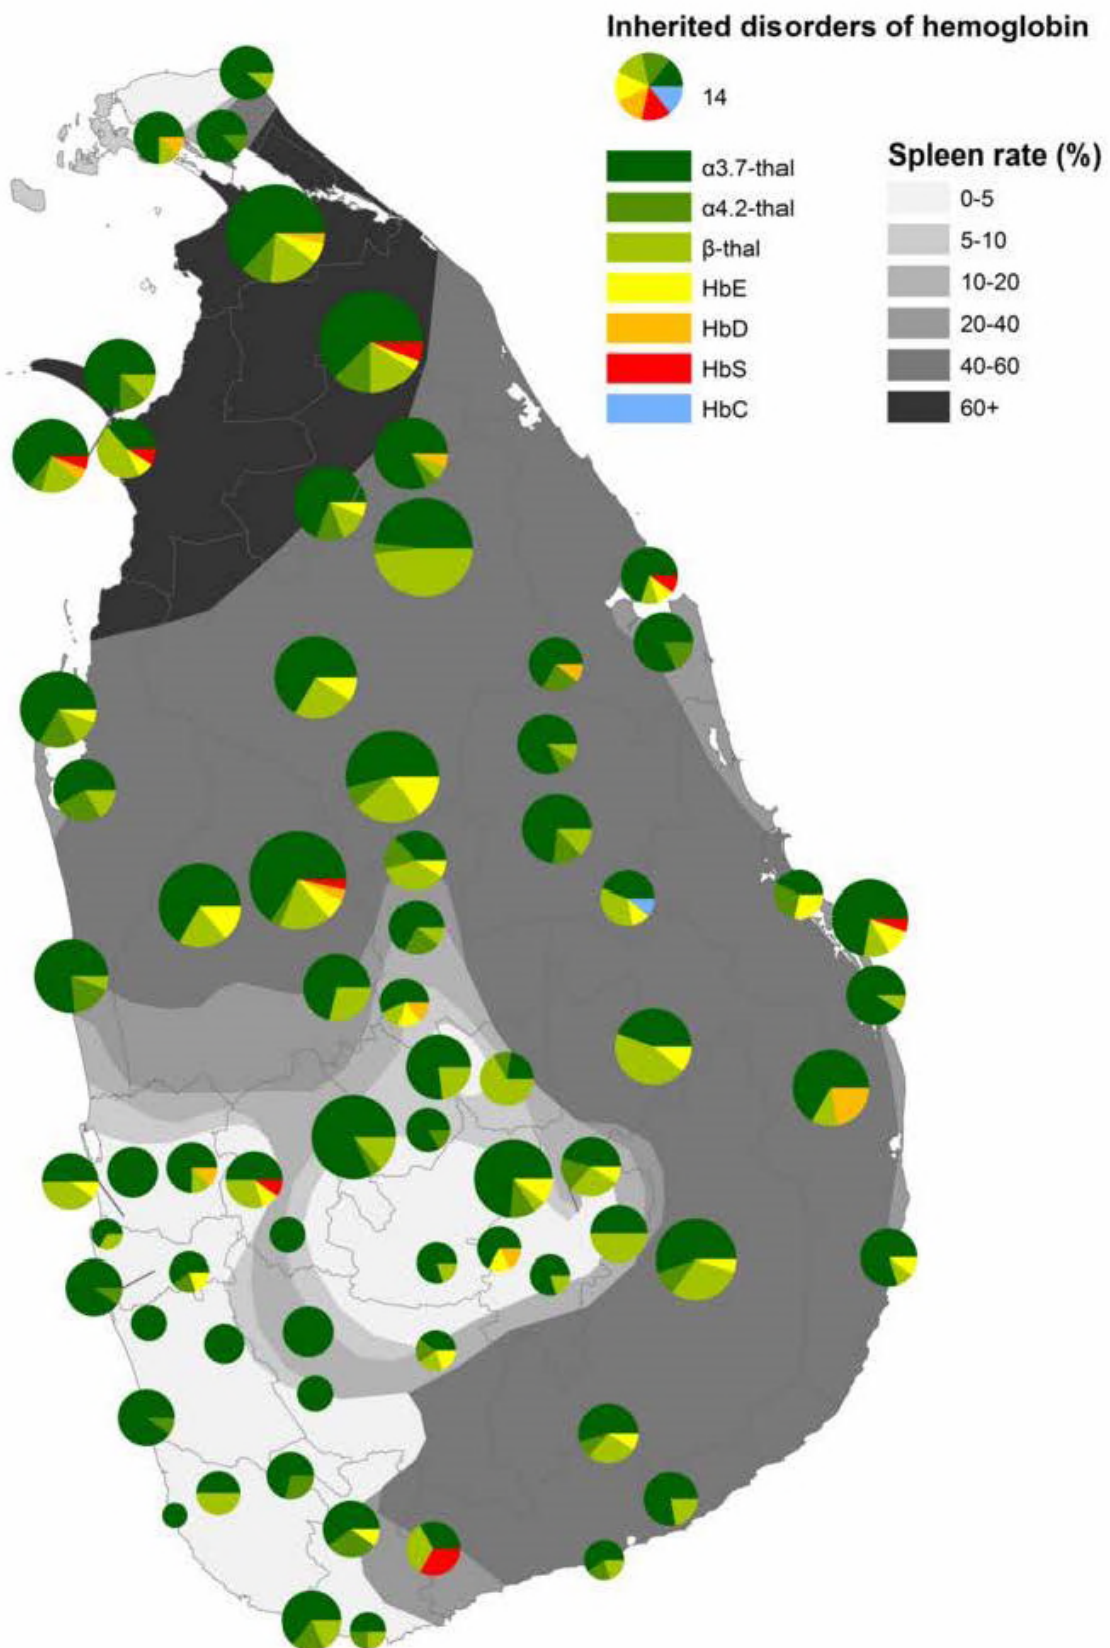 Inherited disorders of hemoglobin
14
α3.7-thal
α4.2-thal
β-thal
HbE
HbD
HbS
HbC
Spleen rate (%)
0-5
5-10
10-20
20-40
40-60
60+